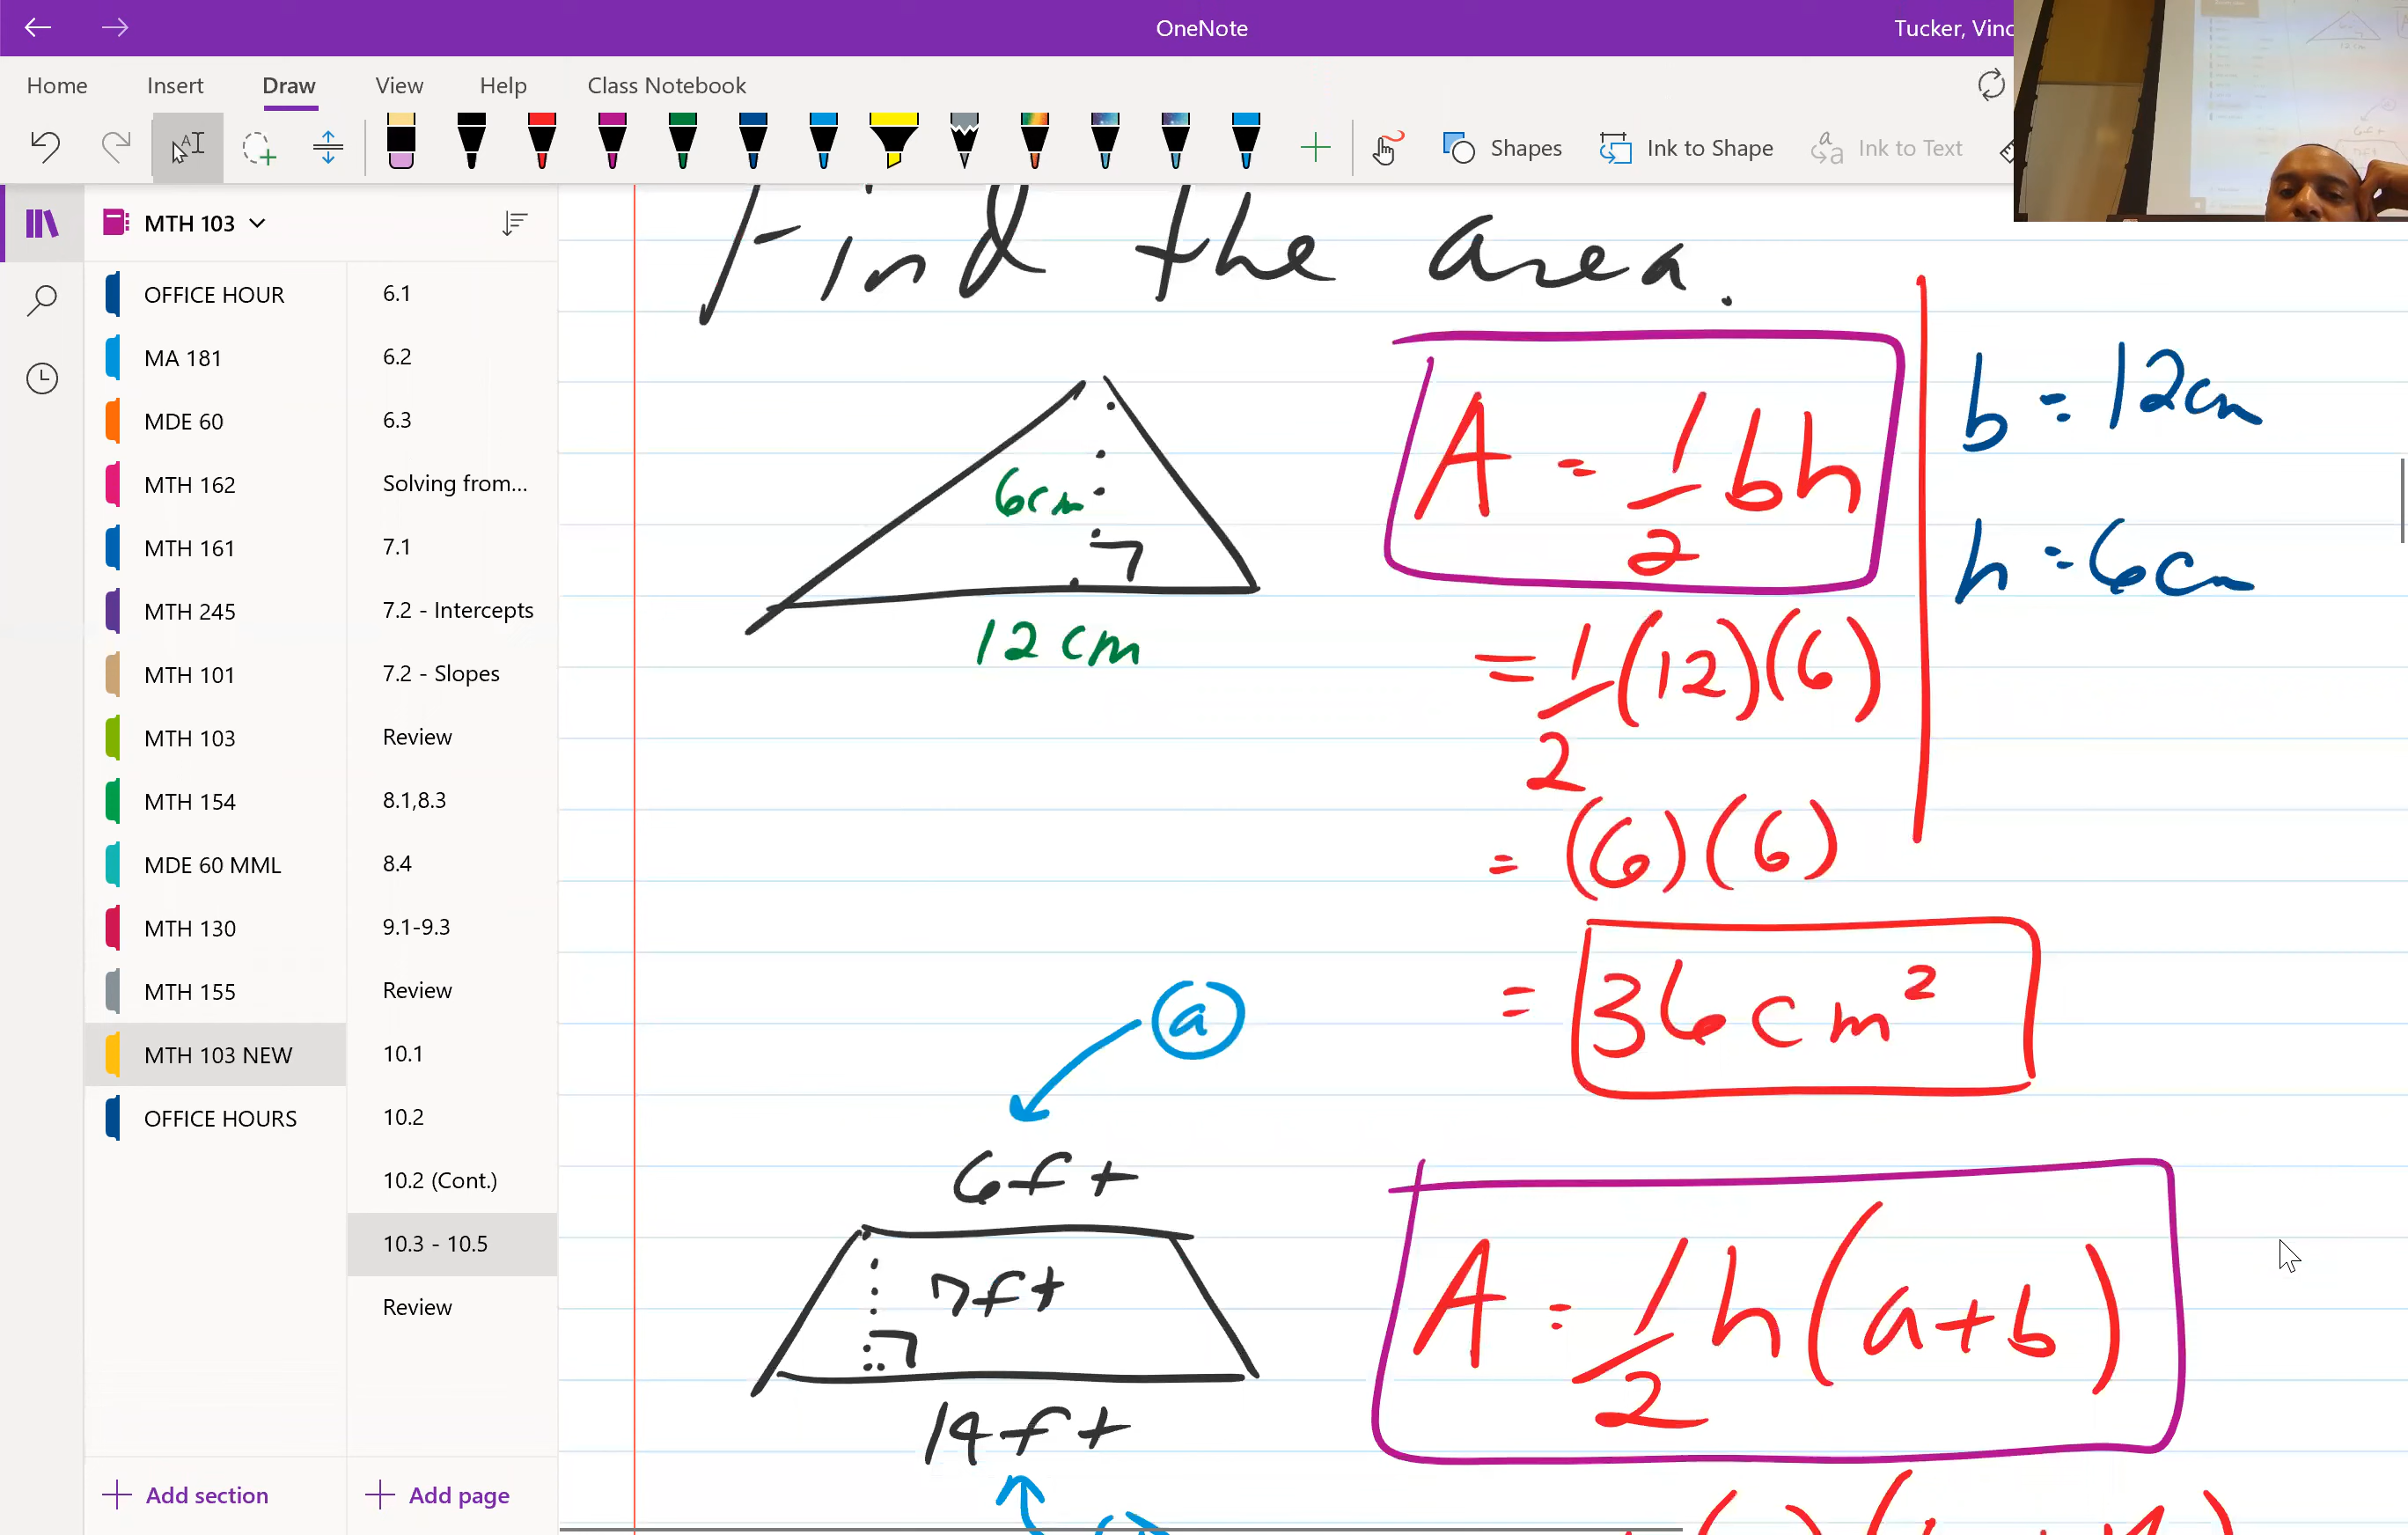 OneNote
Tucker, Vinc
Home Insert Draw View Help Class Notebook
Shapes Ink to Shape Ink to Text
MTH 103
OFFICE HOUR
MA 181
MDE 60
MTH 162
MTH 161
MTH 245
MTH 101
MTH 103
MTH 154
MDE 60 MML
MTH 130
MTH 155
MTH 103 NEW
OFFICE HOURS
Add section
6.1
6.2
6.3
Solving from...
7.1
7.2 - Intercepts
7.2 - Slopes
Review
8.1,8.3
8.4
9.1-9.3
Review
10.1
10.2
10.2 (Cont.)
10.3 - 10.5
Review
Add page
Find the area.
6cm
12 cm
A = 1/2 bh
= 1/2 (12)(6)
= (6)(6)
= 36 cm²
b = 12cm
h = 6cm
a
6ft
7ft
14ft
A = 1/2 h(a+b)